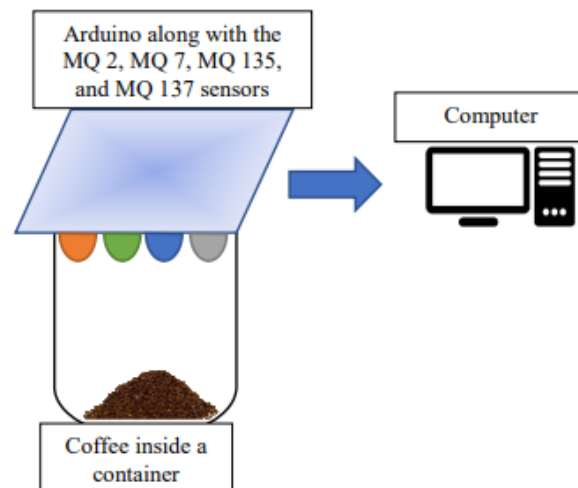 Arduino along with the
MQ 2, MQ 7, MQ 135,
and MQ 137 sensors
Computer
Coffee inside a
container